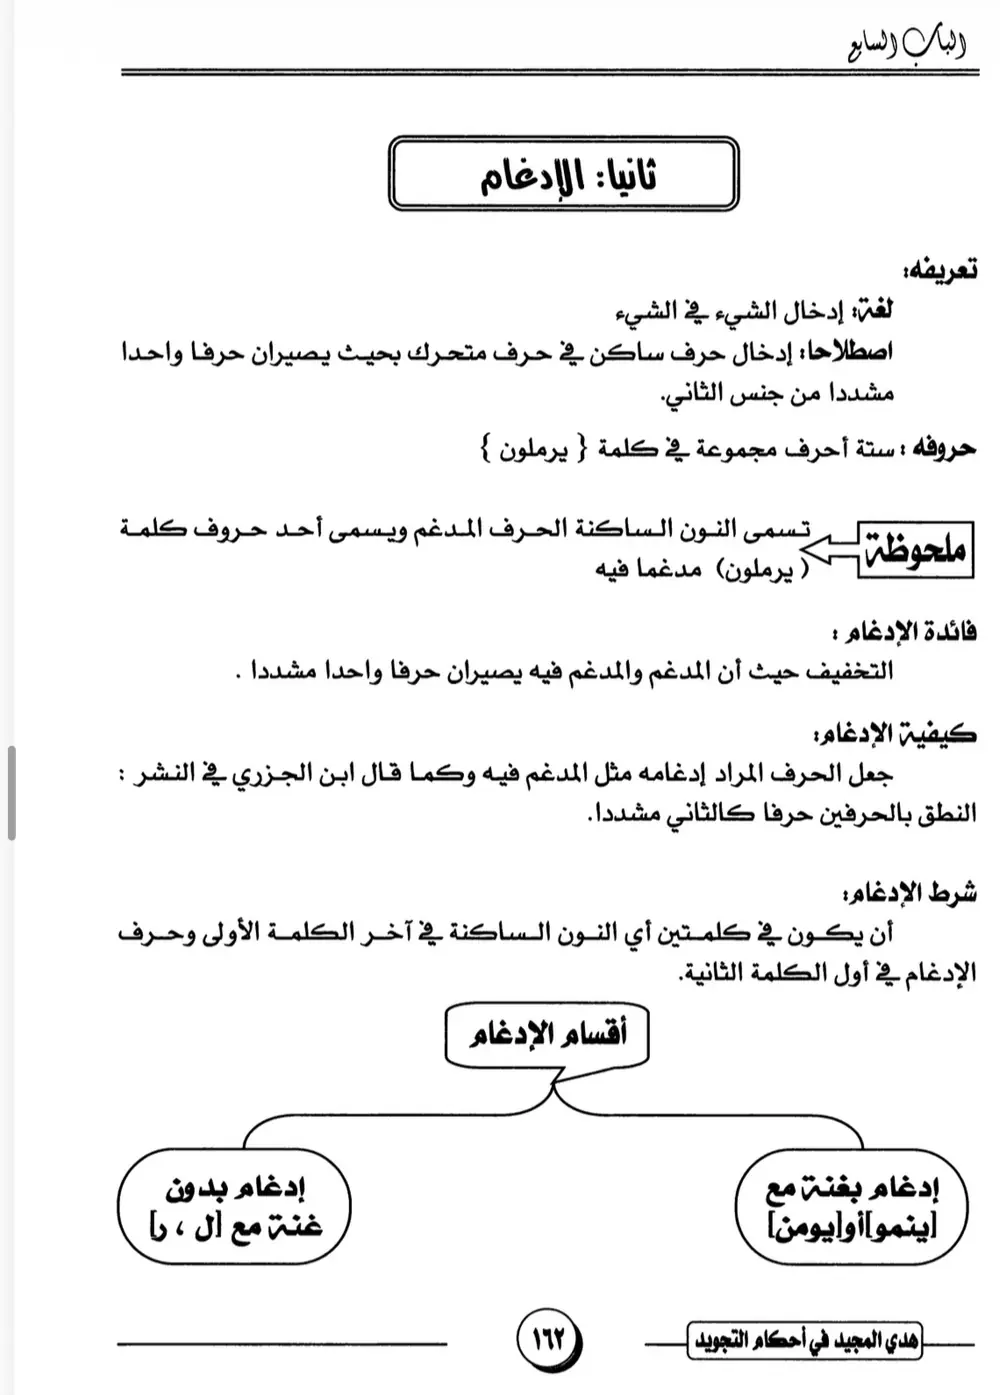 الباب السابع
ثانيا: الإدغام
تعريفه:
لغة: إدخال الشيء في الشيء
اصطلاحا: إدخال حرف ساكن في حرف متحرك بحيث يصيران حرفا واحدا
مشددا من جنس الثاني.
حروفه : ستة أحرف مجموعة في كلمة { يرملون }
ملحوظة
تسمى النون الساكنة الحرف المدغم ويسمى أحد حروف كلمة
( يرملون) مدغما فيه
فائدة الإدغام :
التخفيف حيث أن المدغم والمدغم فيه يصيران حرفا واحدا مشددا .
كيفية الإدغام:
جعل الحرف المراد إدغامه مثل المدغم فيه وكما قال ابن الجزري في النشر :
النطق بالحرفين حرفا كالثاني مشددا.
شرط الإدغام:
أن يكون في كلمتين أي النون الساكنة في آخر الكلمة الأولى وحرف
الإدغام في أول الكلمة الثانية.
أقسام الإدغام
إدغام بغنة مع
[ينمو]أو[يومن]
إدغام بدون
غنة مع [ل ، ر]
هدي المجيد في أحكام التجويد
١٦٢